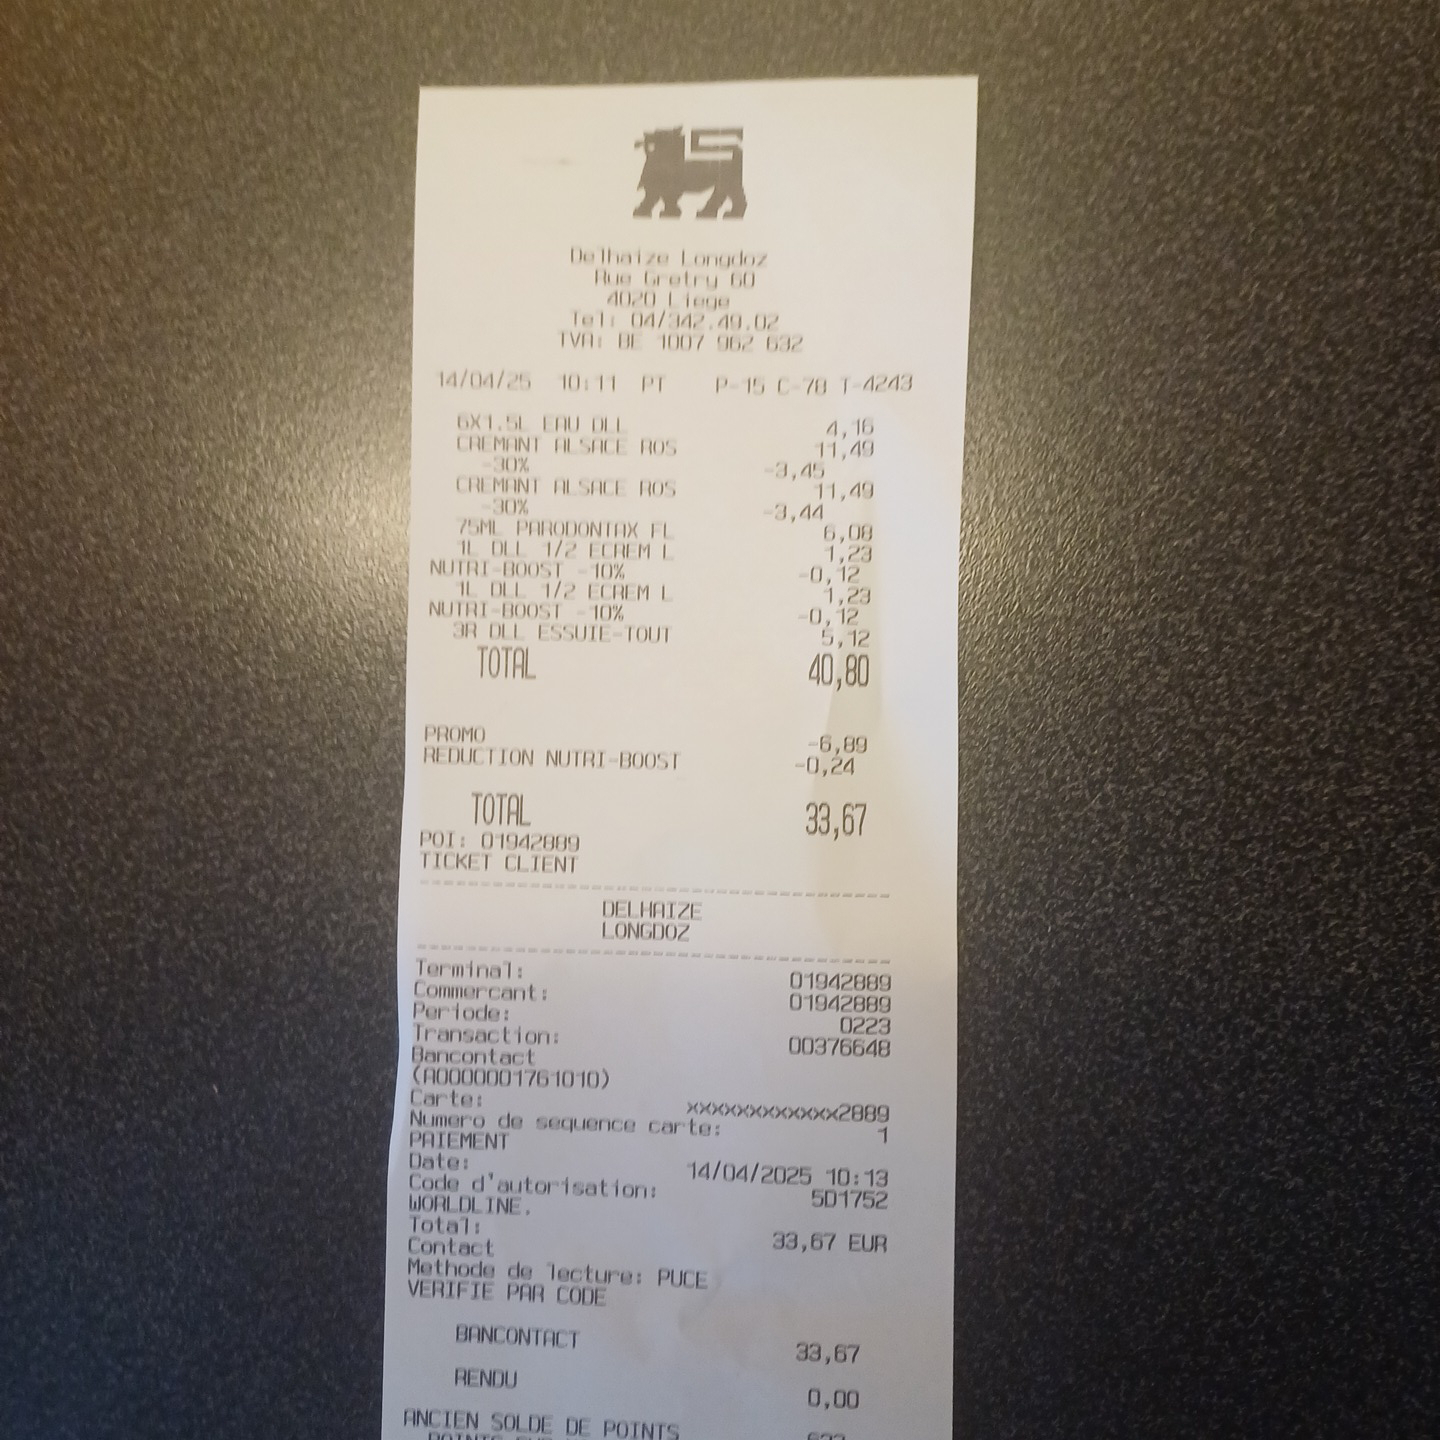 Delhaize Longdoz
Rue Gretry 60
4020 Liege
Tel: 04/342.49.02
TVA: BE 1007 962 632
14/04/25 10:11 PT P-15 C-78 T-4243
6X1.5L EAU DLL 4,16
CREMANT ALSACE ROS 11,49
-30% -3,45
CREMANT ALSACE ROS 11,49
-30% -3,44
75ML PARODONTAX FL 6,08
1L DLL 1/2 ECREM L 1,23
NUTRI-BOOST -10% -0,12
1L DLL 1/2 ECREM L 1,23
NUTRI-BOOST -10% -0,12
3R DLL ESSUIE-TOUT 5,12
TOTAL 40,80
PROMO -6,89
REDUCTION NUTRI-BOOST -0,24
TOTAL 33,67
POI: 01942889
TICKET CLIENT
DELHAIZE
LONGDOZ
Terminal: 01942889
Commercant: 01942889
Periode: 0223
Transaction: 00376648
Bancontact
(A0000001761010)
Carte: xxxxxxxxxxxxx2889
Numero de sequence carte: 1
PAIEMENT
Date: 14/04/2025 10:13
Code d'autorisation: 5D1752
WORLDLINE.
Total: 33,67 EUR
Contact
Methode de lecture: PUCE
VERIFIE PAR CODE
BANCONTACT 33,67
RENDU 0,00
ANCIEN SOLDE DE POINTS